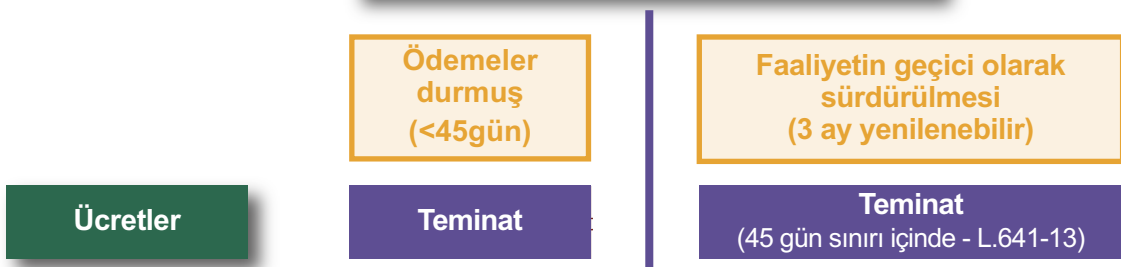 Ödemeler
durmuş
(<45gün)
Faaliyetin geçici olarak
sürdürülmesi
(3 ay yenilenebilir)
Ücretler
Teminat
Teminat
(45 gün sınırı içinde - L.641-13)